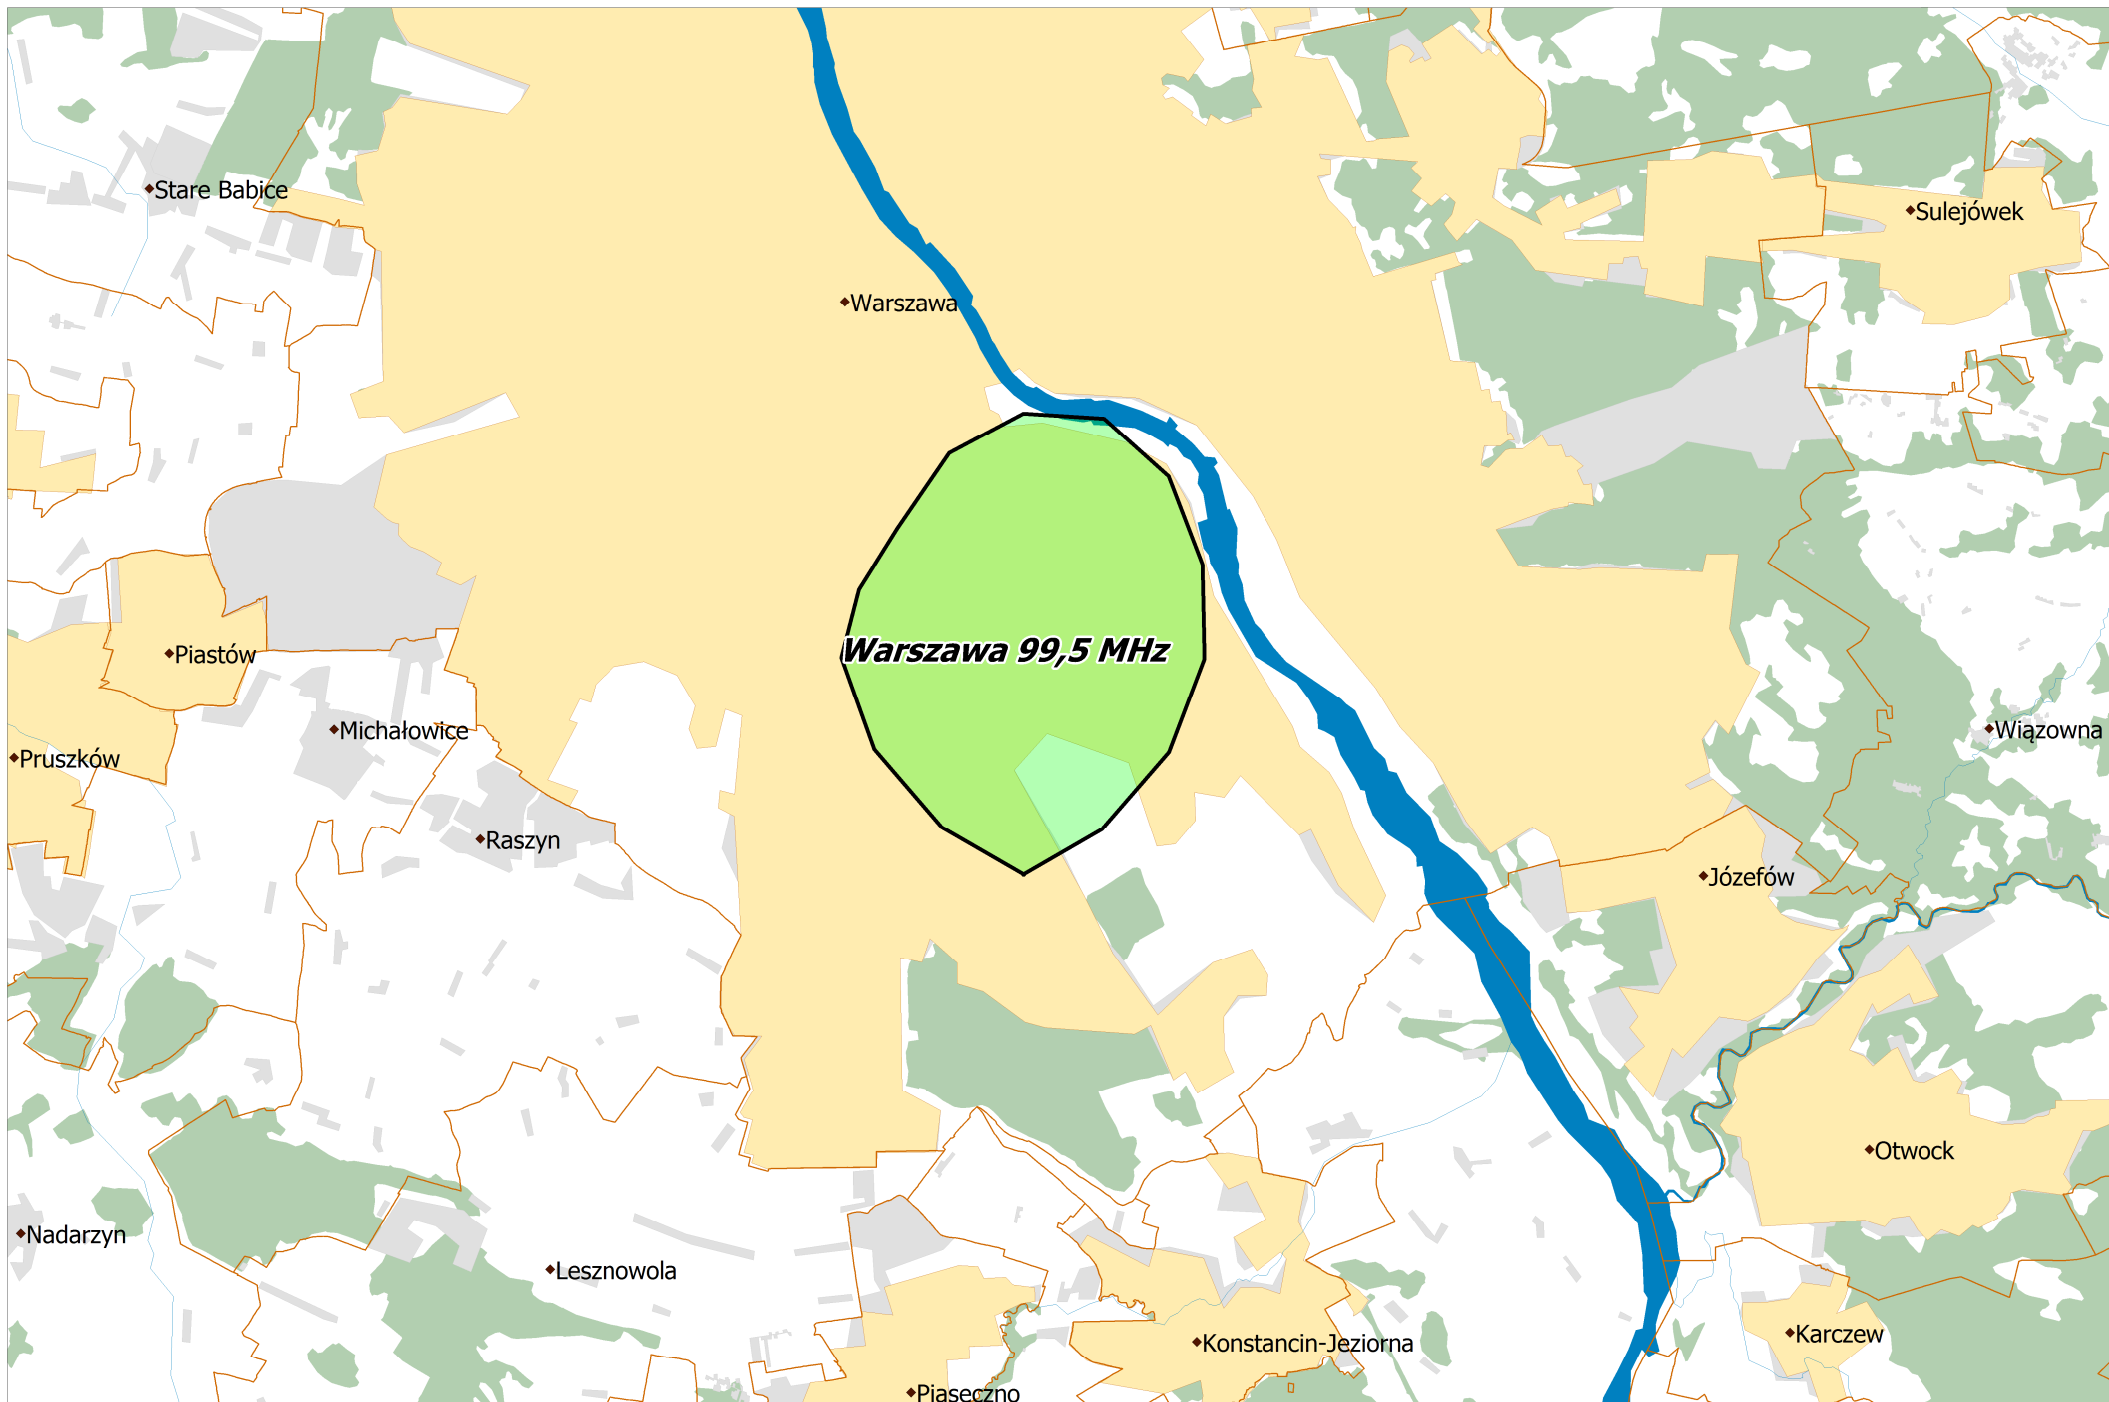 Stare Babice
Sulejówek
Warszawa
Warszawa 99,5 MHz
Piastów
Michałowice
Wiązowna
Pruszków
Raszyn
Józefów
Otwock
Nadarzyn
Lesznowola
Karczew
Konstancin-Jeziorna
Piaseczno